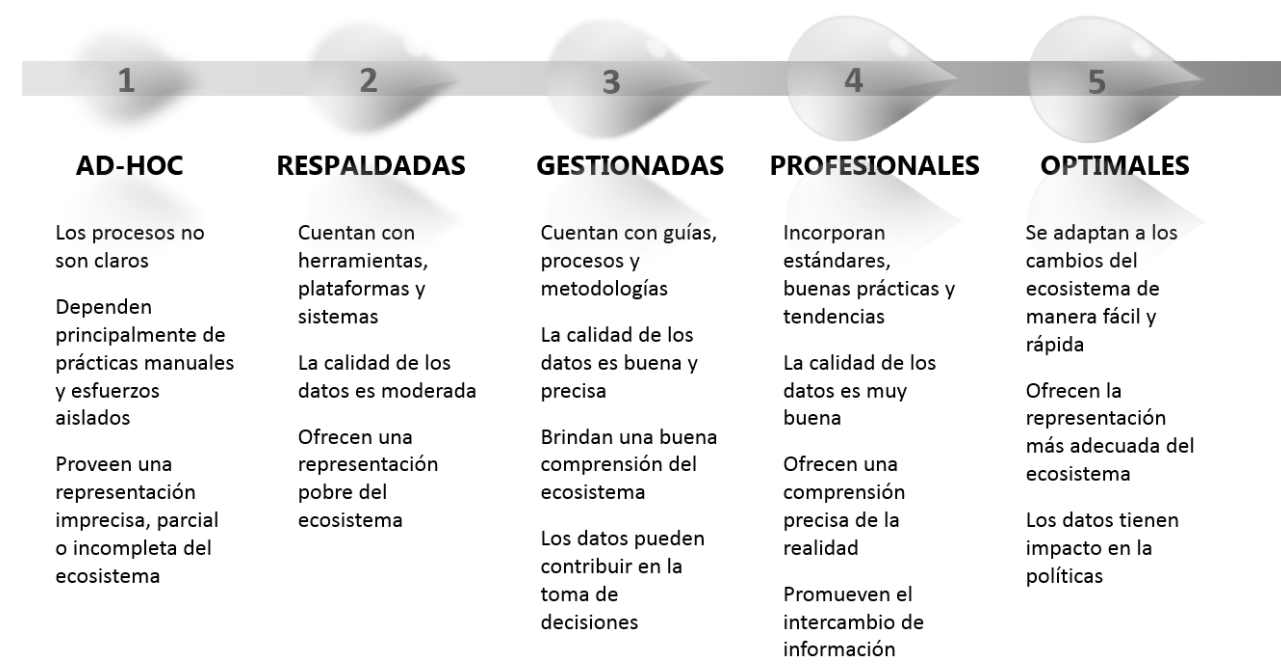 1
2
3
4
5
AD-HOC
RESPALDADAS
GESTIONADAS
PROFESIONALES
OPTIMALES
Los procesos no
son claros
Dependen
principalmente de
prácticas manuales
y esfuerzos
aislados
Proveen una
representación
imprecisa, parcial
o incompleta del
ecosistema
Cuentan con
herramientas,
plataformas y
sistemas
La calidad de los
datos es moderada
Ofrecen una
representación
pobre del
ecosistema
Cuentan con guías,
procesos y
metodologías
La calidad de los
datos es buena y
precisa
Brindan una buena
comprensión del
ecosistema
Los datos pueden
contribuir en la
toma de
decisiones
Incorporan
estándares,
buenas prácticas y
tendencias
La calidad de los
datos es muy
buena
Ofrecen una
comprensión
precisa de la
realidad
Promueven el
intercambio de
información
Se adaptan a los
cambios del
ecosistema de
manera fácil y
rápida
Ofrecen la
representación
más adecuada del
ecosistema
Los datos tienen
impacto en la
políticas